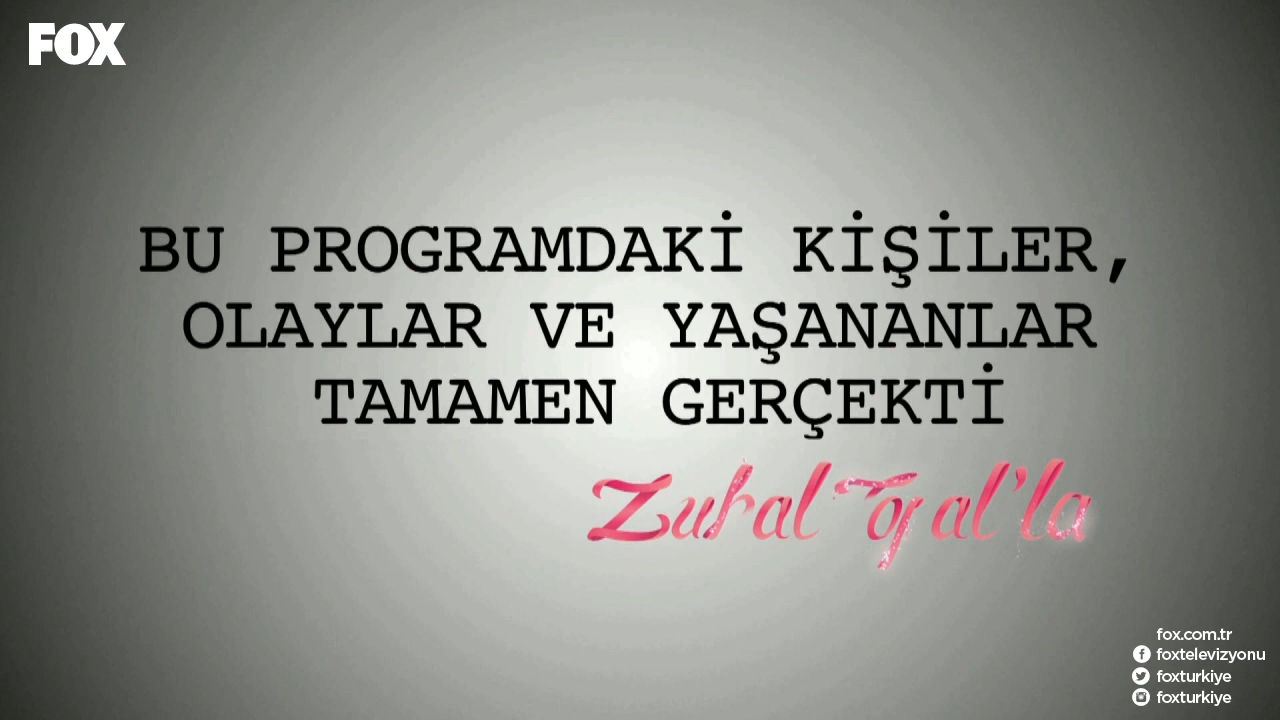 FOX
BU PROGRAMDAKİ KİŞİLER,
OLAYLAR VE YAŞANANLAR
TAMAMEN GERÇEKTİ
Zuhal Topal'la
fox.com.tr
foxtelevizyonu
foxturkiye
foxturkiye